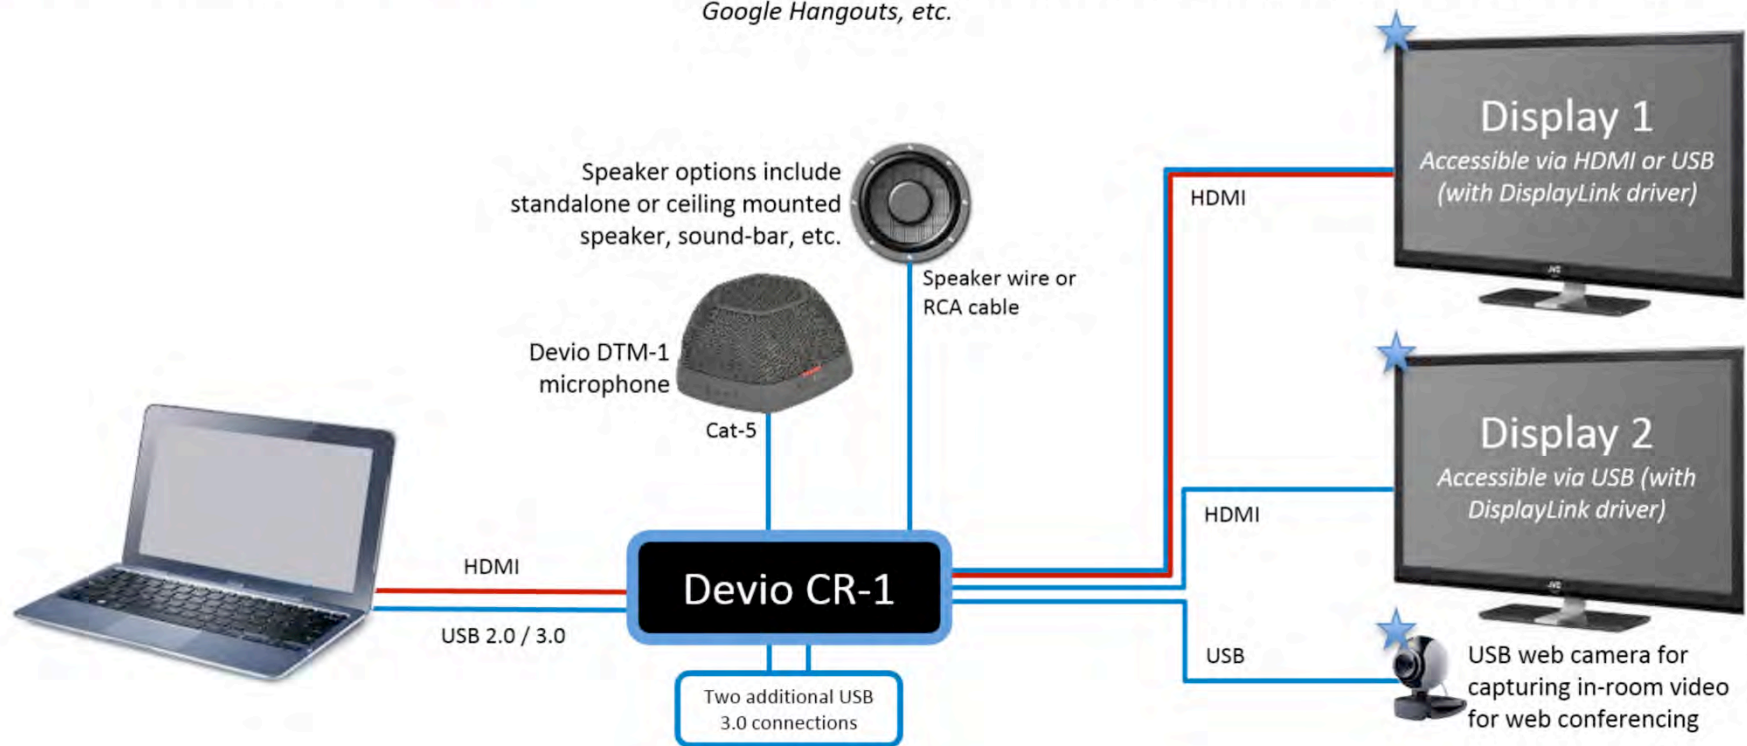 Google Hangouts, etc.
Speaker options include
standalone or ceiling mounted
speaker, sound-bar, etc.
Speaker wire or
RCA cable
Devio DTM-1
microphone
Cat-5
HDMI
USB 2.0 / 3.0
Devio CR-1
Two additional USB
3.0 connections
HDMI
Display 1
Accessible via HDMI or USB
(with DisplayLink driver)
JVC
HDMI
Display 2
Accessible via USB (with
DisplayLink driver)
JVC
USB
USB web camera for
capturing in-room video
for web conferencing